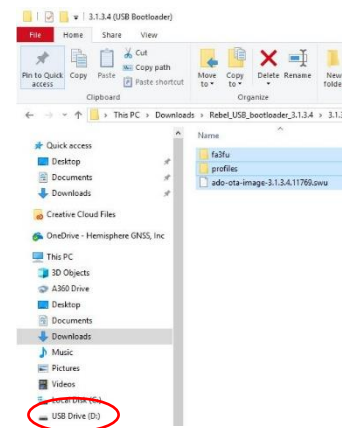 3.1.3.4 (USB Bootloader)
File Home Share View
Pin to Quick access
Copy
Paste
Cut
Copy path
Paste shortcut
Move to
Copy to
Delete
Rename
New
folde
Clipboard
Organize
This PC > Downloads > Rebel_USB_bootloader_3.1.3.4 > 3.1.
Name
Quick access
Desktop
Documents
Downloads
Creative Cloud Files
OneDrive - Hemisphere GNSS, Inc
This PC
3D Objects
A360 Drive
Desktop
Documents
Downloads
Music
Pictures
Videos
Local Disk (C:)
USB Drive (D:)
fa3fu
profiles
ado-ota-image-3.1.3.4.11769.swu